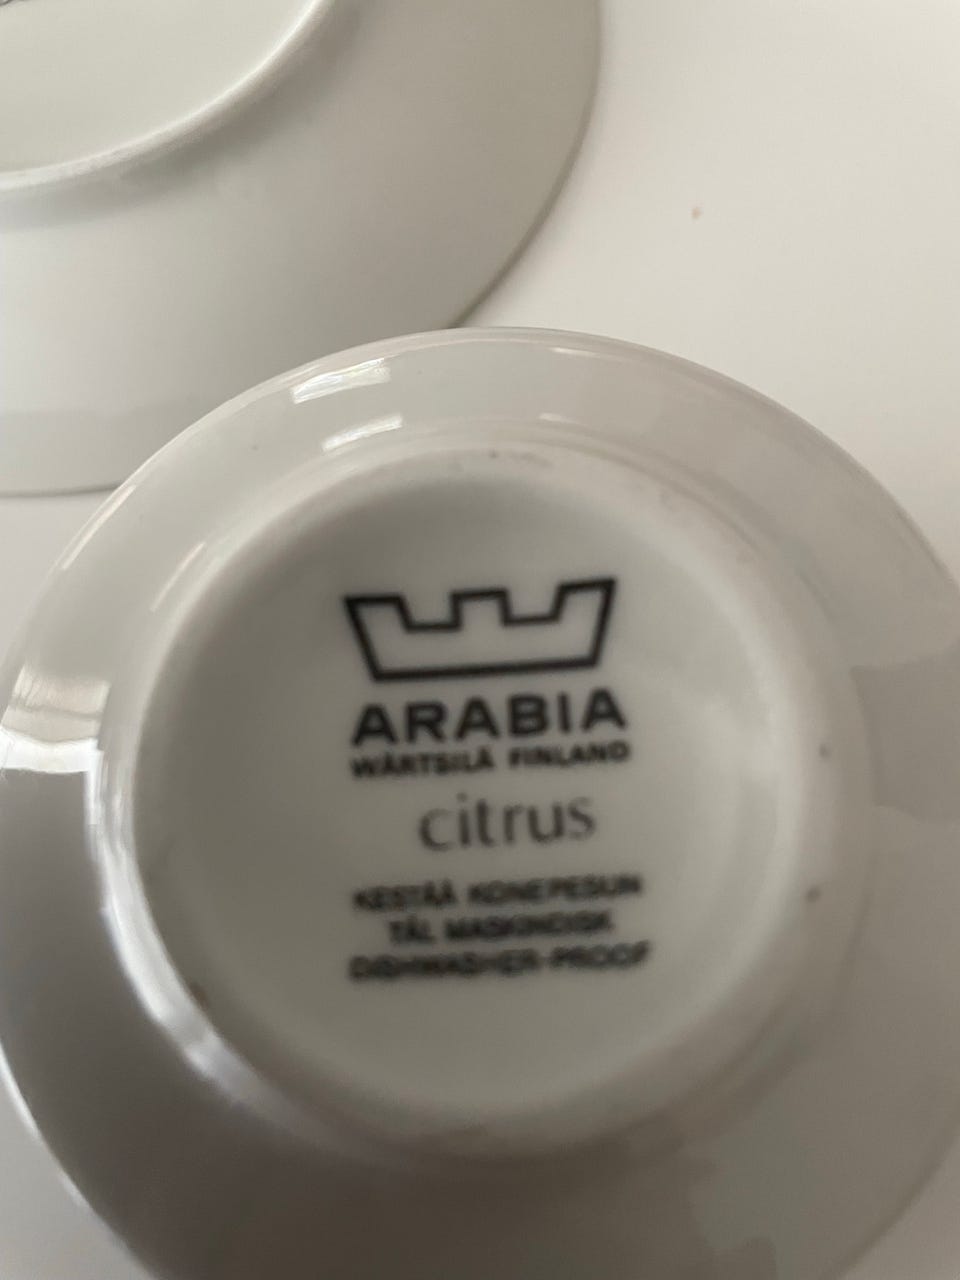 ARABIA
WÄRTSILÄ FINLAND
citrus
KESTÄÄ KONEPESUN
TÅL MASKINDISK
DISHWASHER-PROOF